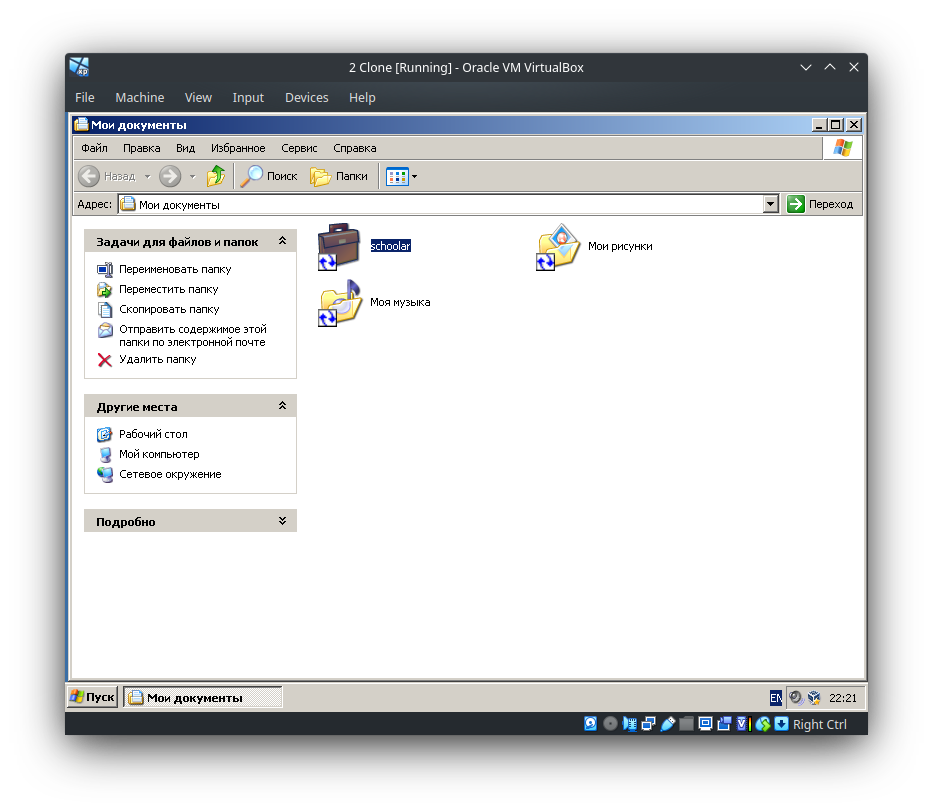 2 Clone [Running] - Oracle VM VirtualBox
File Machine View Input Devices Help
Мои документы
Файл Правка Вид Избранное Сервис Справка
Назад Поиск Папки
Адрес: Мои документы Переход
Задачи для файлов и папок
Переименовать папку
Переместить папку
Скопировать папку
Отправить содержимое этой
папки по электронной почте
Удалить папку
Другие места
Рабочий стол
Мой компьютер
Сетевое окружение
Подробно
schoolar
Мои рисунки
Моя музыка
Пуск Мои документы EN 22:21
Right Ctrl